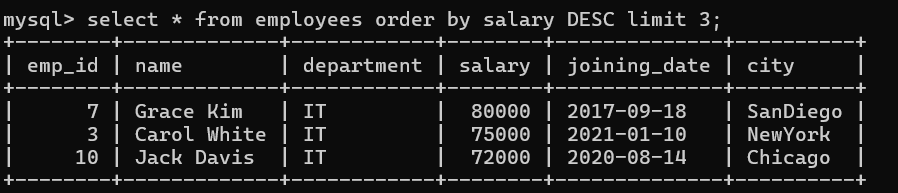 mysql> select * from employees order by salary DESC limit 3;
+--------+-------------+------------+--------+--------------+----------+
| emp_id | name        | department | salary | joining_date | city     |
+--------+-------------+------------+--------+--------------+----------+
|      7 | Grace Kim   | IT         |  80000 | 2017-09-18   | SanDiego |
|      3 | Carol White | IT         |  75000 | 2021-01-10   | NewYork  |
|     10 | Jack Davis  | IT         |  72000 | 2020-08-14   | Chicago  |
+--------+-------------+------------+--------+--------------+----------+